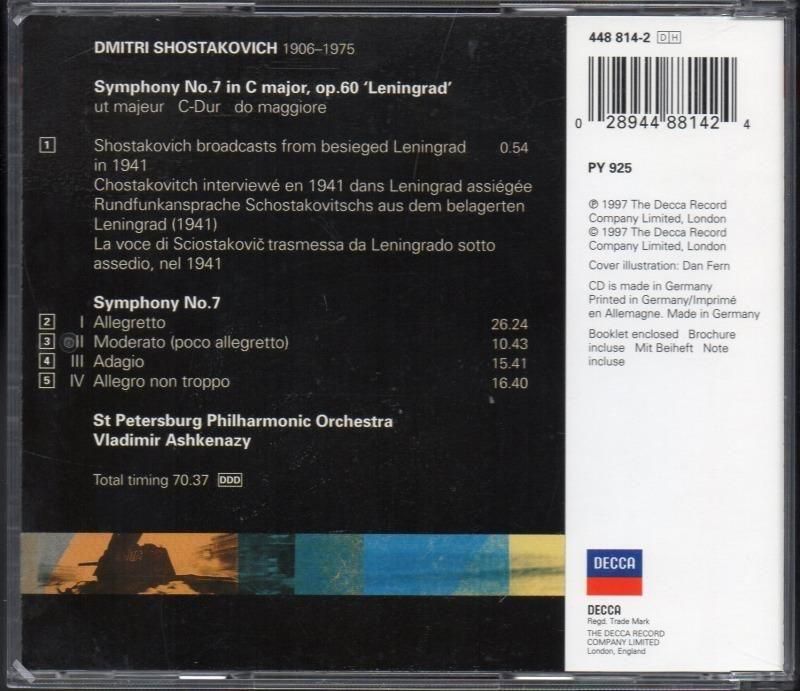 DMITRI SHOSTAKOVICH 1906–1975
Symphony No.7 in C major, op.60 ‘Leningrad’
ut majeur C-Dur do maggiore
1 Shostakovich broadcasts from besieged Leningrad 0.54
in 1941
Chostakovitch interviewé en 1941 dans Leningrad assiégée
Rundfunkansprache Schostakovitschs aus dem belagerten
Leningrad (1941)
La voce di Sciostakovič trasmessa da Leningrado sotto
assedio, nel 1941
Symphony No.7
2 I Allegretto 26.24
3 II Moderato (poco allegretto) 10.43
4 III Adagio 15.41
5 IV Allegro non troppo 16.40
St Petersburg Philharmonic Orchestra
Vladimir Ashkenazy
Total timing 70.37 DDD
448 814-2 DH
0 28944 88142 4
PY 925
℗ 1997 The Decca Record
Company Limited, London
© 1997 The Decca Record
Company Limited, London
Cover illustration: Dan Fern
CD is made in Germany
Printed in Germany/Imprimé
en Allemagne. Made in Germany
Booklet enclosed Brochure
incluse Mit Beiheft Note
incluse
DECCA
DECCA
Regd. Trade Mark
THE DECCA RECORD
COMPANY LIMITED
London, England